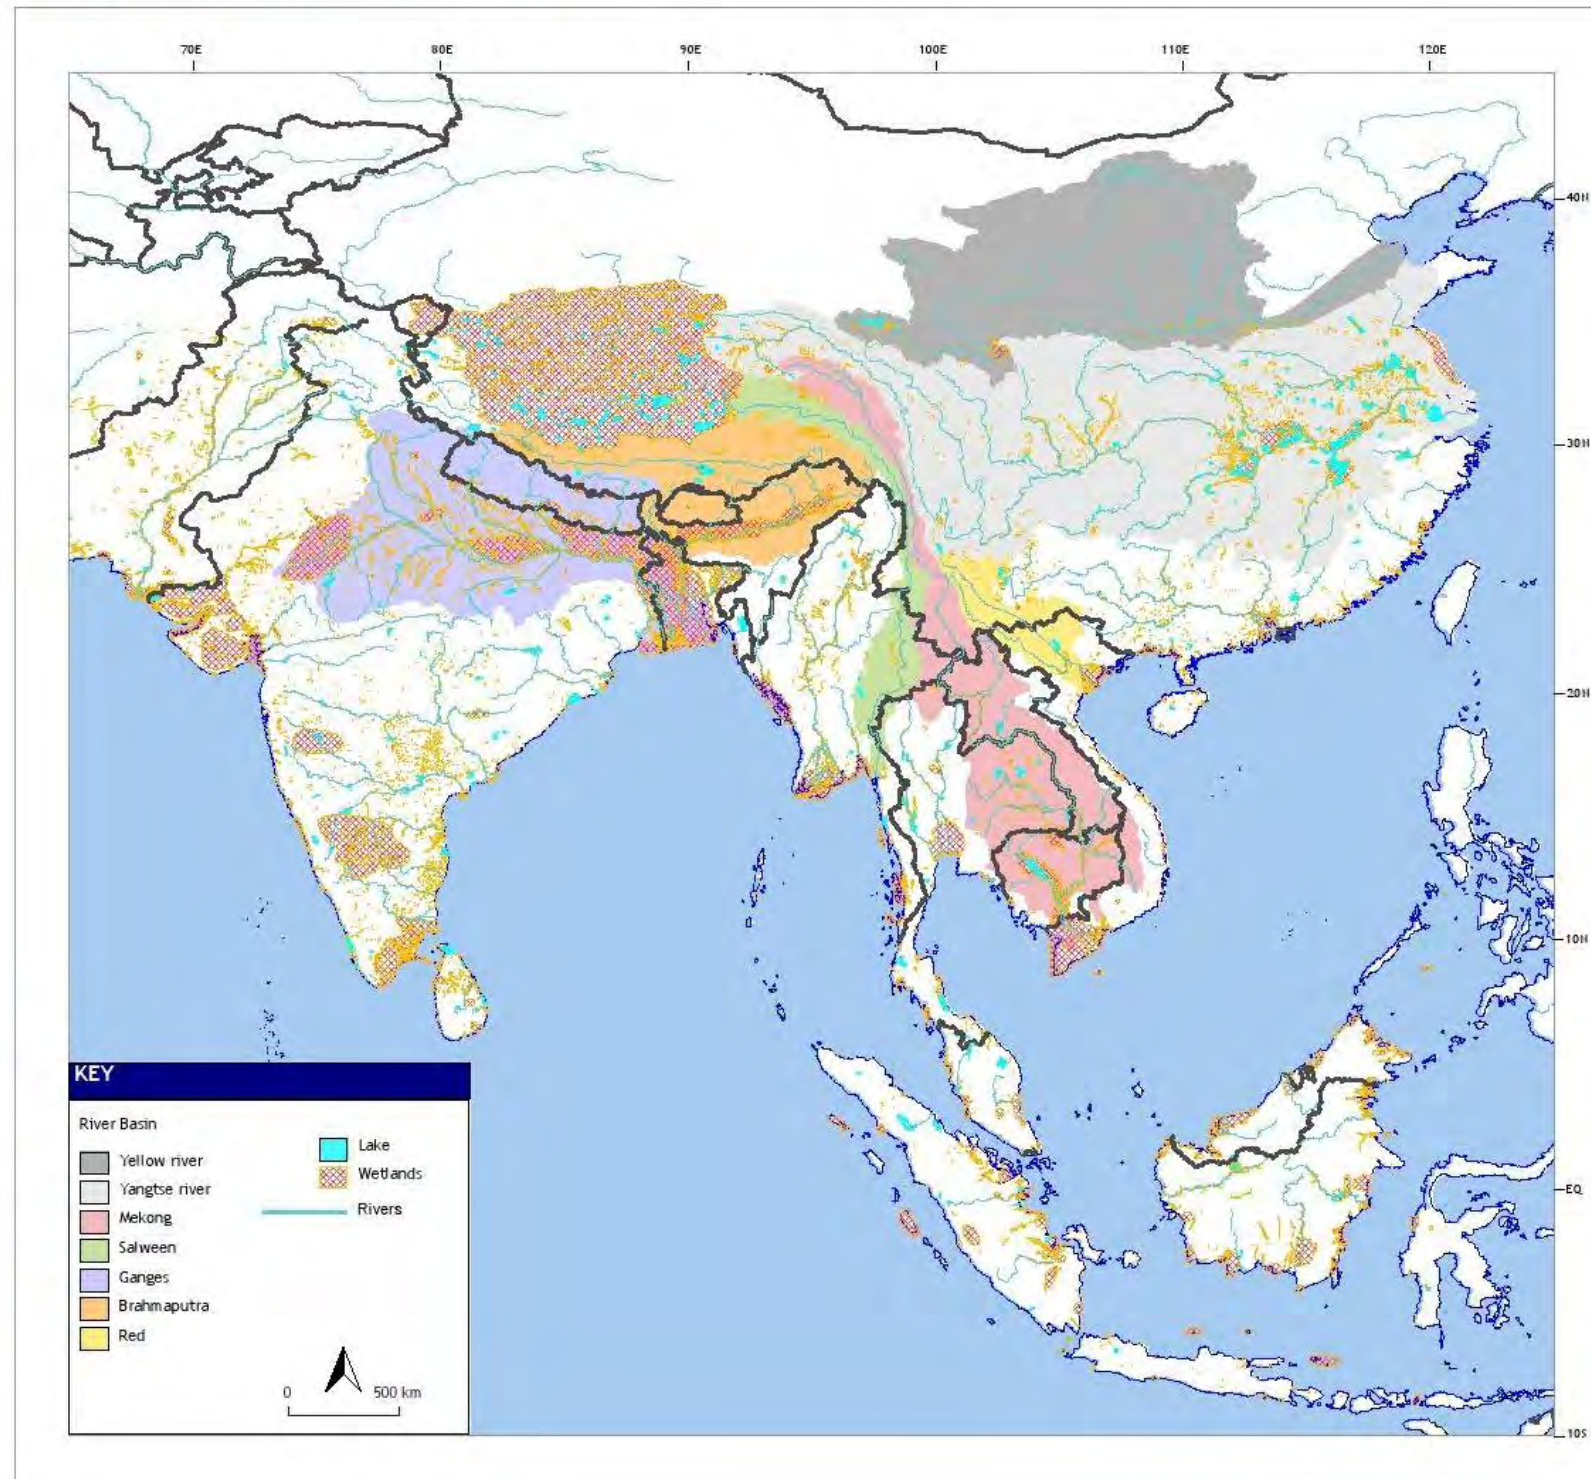 70E 80E 90E 100E 110E 120E
40N
30N
20N
10N
EQ
10S
KEY
River Basin
Yellow river
Yangtse river
Mekong
Salween
Ganges
Brahmaputra
Red
Lake
Wetlands
Rivers
0 500 km